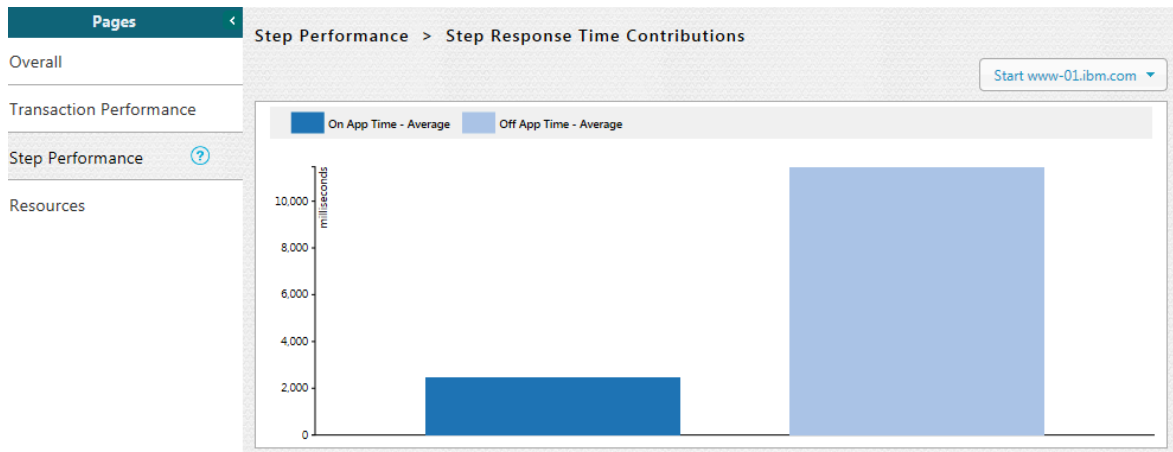 Pages <
Overall
Transaction Performance
Step Performance ?
Resources
Step Performance > Step Response Time Contributions
Start www-01.ibm.com
On App Time - Average Off App Time - Average
milliseconds
10,000
8,000
6,000
4,000
2,000
0